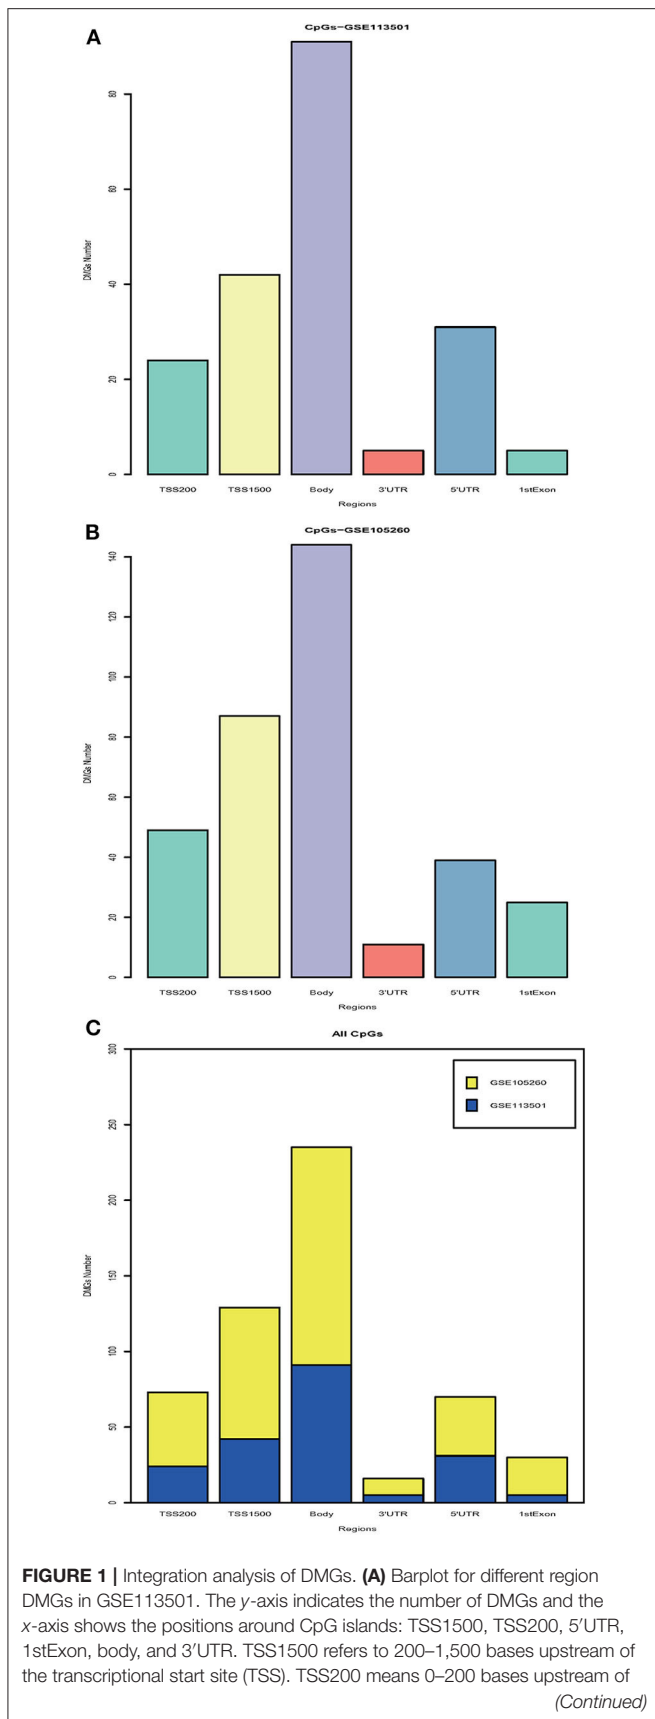 A
CpGs-GSE113501
DMGs Number
80
60
40
20
0
TSS200 TSS1500 Body 3'UTR 5'UTR 1stExon
Regions
B
CpGs-GSE105260
DMGs Number
140
120
100
80
60
40
20
0
TSS200 TSS1500 Body 3'UTR 5'UTR 1stExon
Regions
C
All CpGs
DMGs Number
300
250
200
150
100
50
0
GSE105260
GSE113501
TSS200 TSS1500 Body 3'UTR 5'UTR 1stExon
Regions
FIGURE 1 | Integration analysis of DMGs. (A) Barplot for different region
DMGs in GSE113501. The y-axis indicates the number of DMGs and the
x-axis shows the positions around CpG islands: TSS1500, TSS200, 5′UTR,
1stExon, body, and 3′UTR. TSS1500 refers to 200–1,500 bases upstream of
the transcriptional start site (TSS). TSS200 means 0–200 bases upstream of
(Continued)